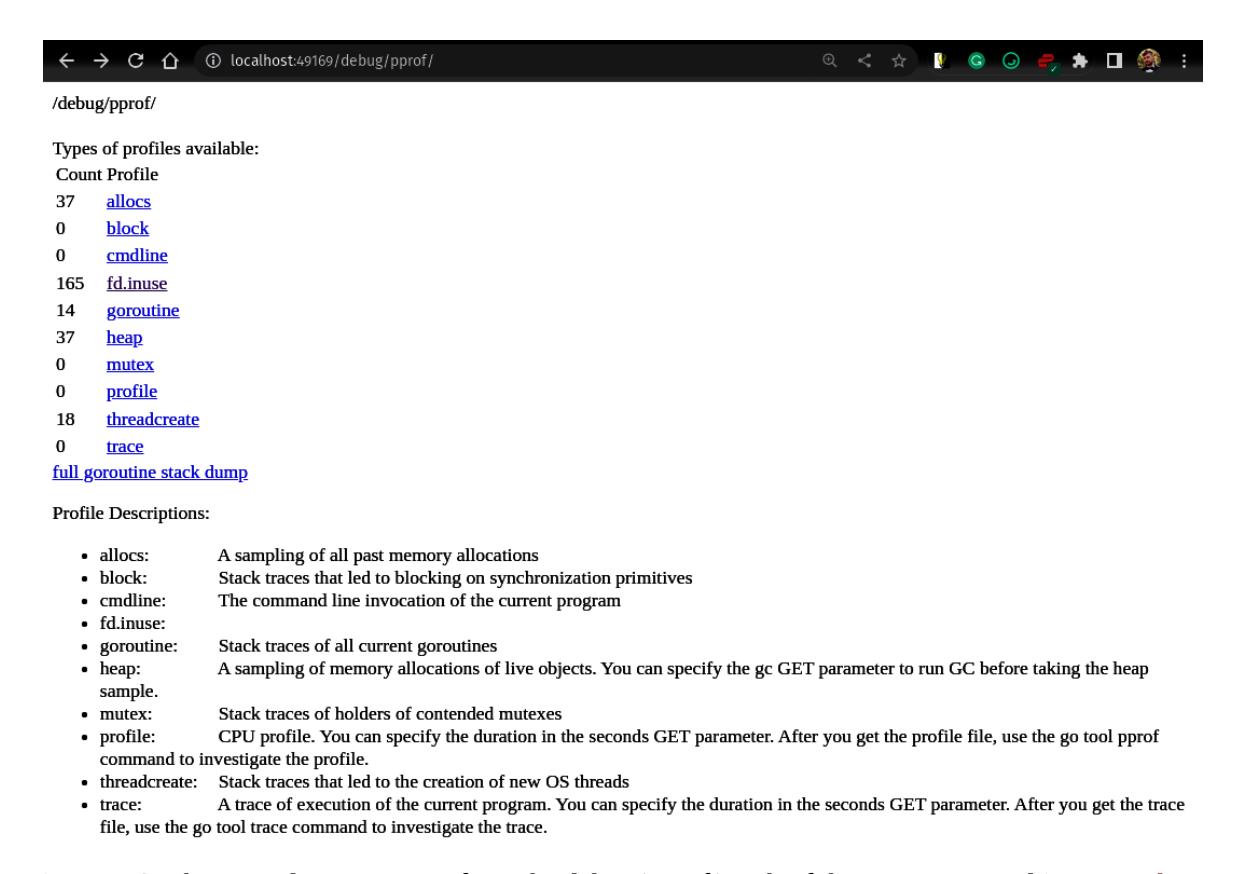 localhost:49169/debug/pprof/
/debug/pprof/
Types of profiles available:
Count Profile
37 allocs
0 block
0 cmdline
165 fd.inuse
14 goroutine
37 heap
0 mutex
0 profile
18 threadcreate
0 trace
full goroutine stack dump
Profile Descriptions:
• allocs: A sampling of all past memory allocations
• block: Stack traces that led to blocking on synchronization primitives
• cmdline: The command line invocation of the current program
• fd.inuse:
• goroutine: Stack traces of all current goroutines
• heap: A sampling of memory allocations of live objects. You can specify the gc GET parameter to run GC before taking the heap
sample.
• mutex: Stack traces of holders of contended mutexes
• profile: CPU profile. You can specify the duration in the seconds GET parameter. After you get the profile file, use the go tool pprof
command to investigate the profile.
• threadcreate: Stack traces that led to the creation of new OS threads
• trace: A trace of execution of the current program. You can specify the duration in the seconds GET parameter. After you get the trace
file, use the go tool trace command to investigate the trace.